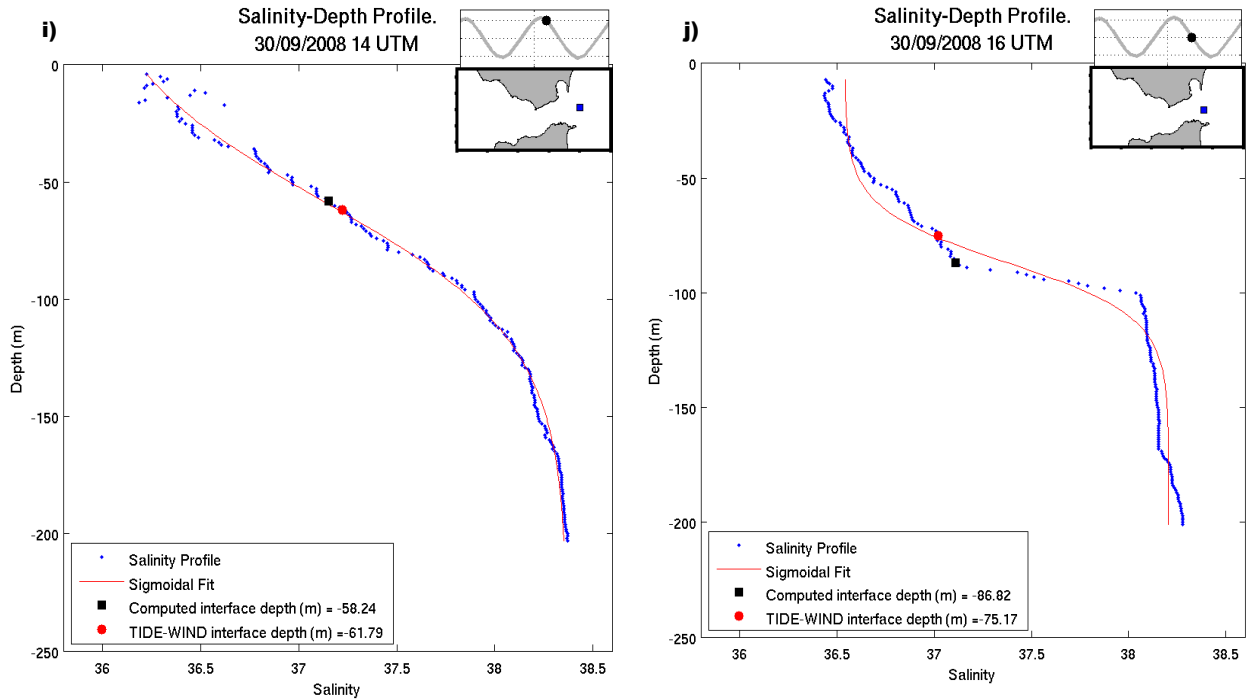 i)
Salinity-Depth Profile.
30/09/2008 14 UTM
0
-50
-100
-150
-200
-250
Depth (m)
36
36.5
37
37.5
38
38.5
Salinity
Salinity Profile
Sigmoidal Fit
Computed interface depth (m) = -58.24
TIDE-WIND interface depth (m) =-61.79
j)
Salinity-Depth Profile.
30/09/2008 16 UTM
0
-50
-100
-150
-200
-250
Depth (m)
36
36.5
37
37.5
38
38.5
Salinity
Salinity Profile
Sigmoidal Fit
Computed interface depth (m) = -86.82
TIDE-WIND interface depth (m) =-75.17